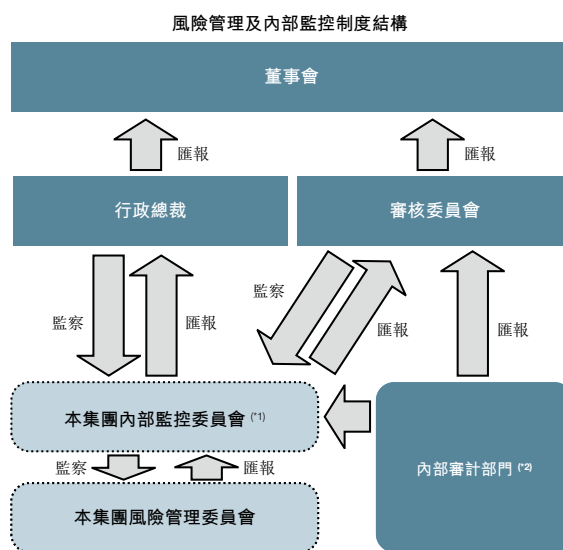 風險管理及內部監控制度結構
董事會
匯報 匯報
行政總裁 審核委員會
監察 匯報 監察 匯報 匯報
本集團內部監控委員會 (*1)
監察 匯報
內部審計部門 (*2)
本集團風險管理委員會